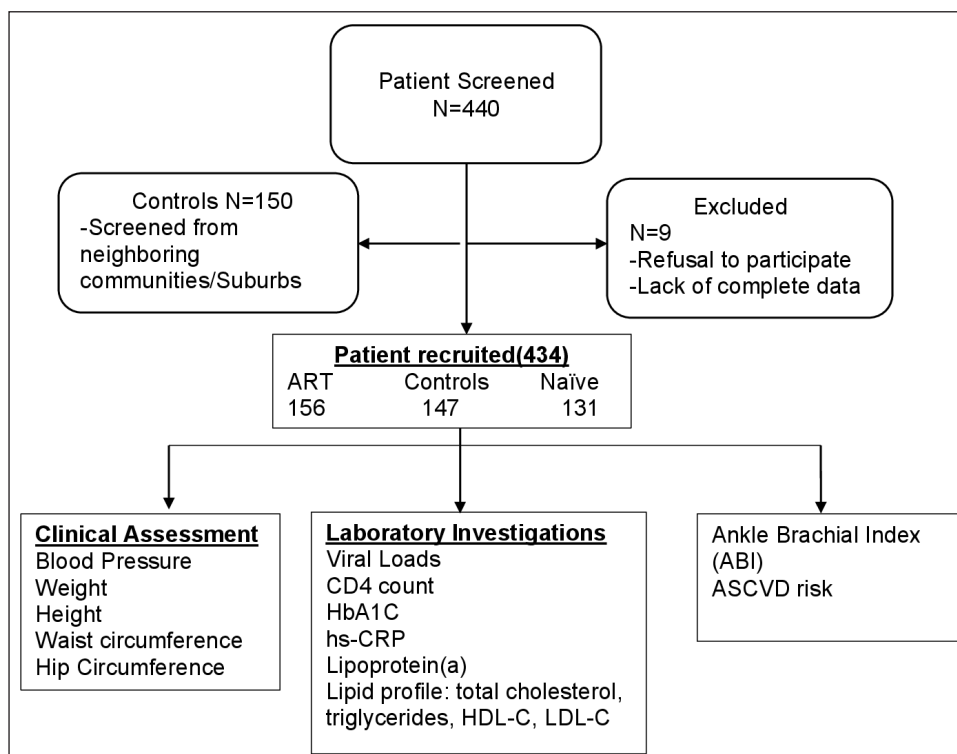 Patient Screened
N=440
Controls N=150
-Screened from
neighboring
communities/Suburbs
Excluded
N=9
-Refusal to participate
-Lack of complete data
Patient recruited(434)
ART Controls Naïve
156 147 131
Clinical Assessment
Blood Pressure
Weight
Height
Waist circumference
Hip Circumference
Laboratory Investigations
Viral Loads
CD4 count
HbA1C
hs-CRP
Lipoprotein(a)
Lipid profile: total cholesterol,
triglycerides, HDL-C, LDL-C
Ankle Brachial Index
(ABI)
ASCVD risk